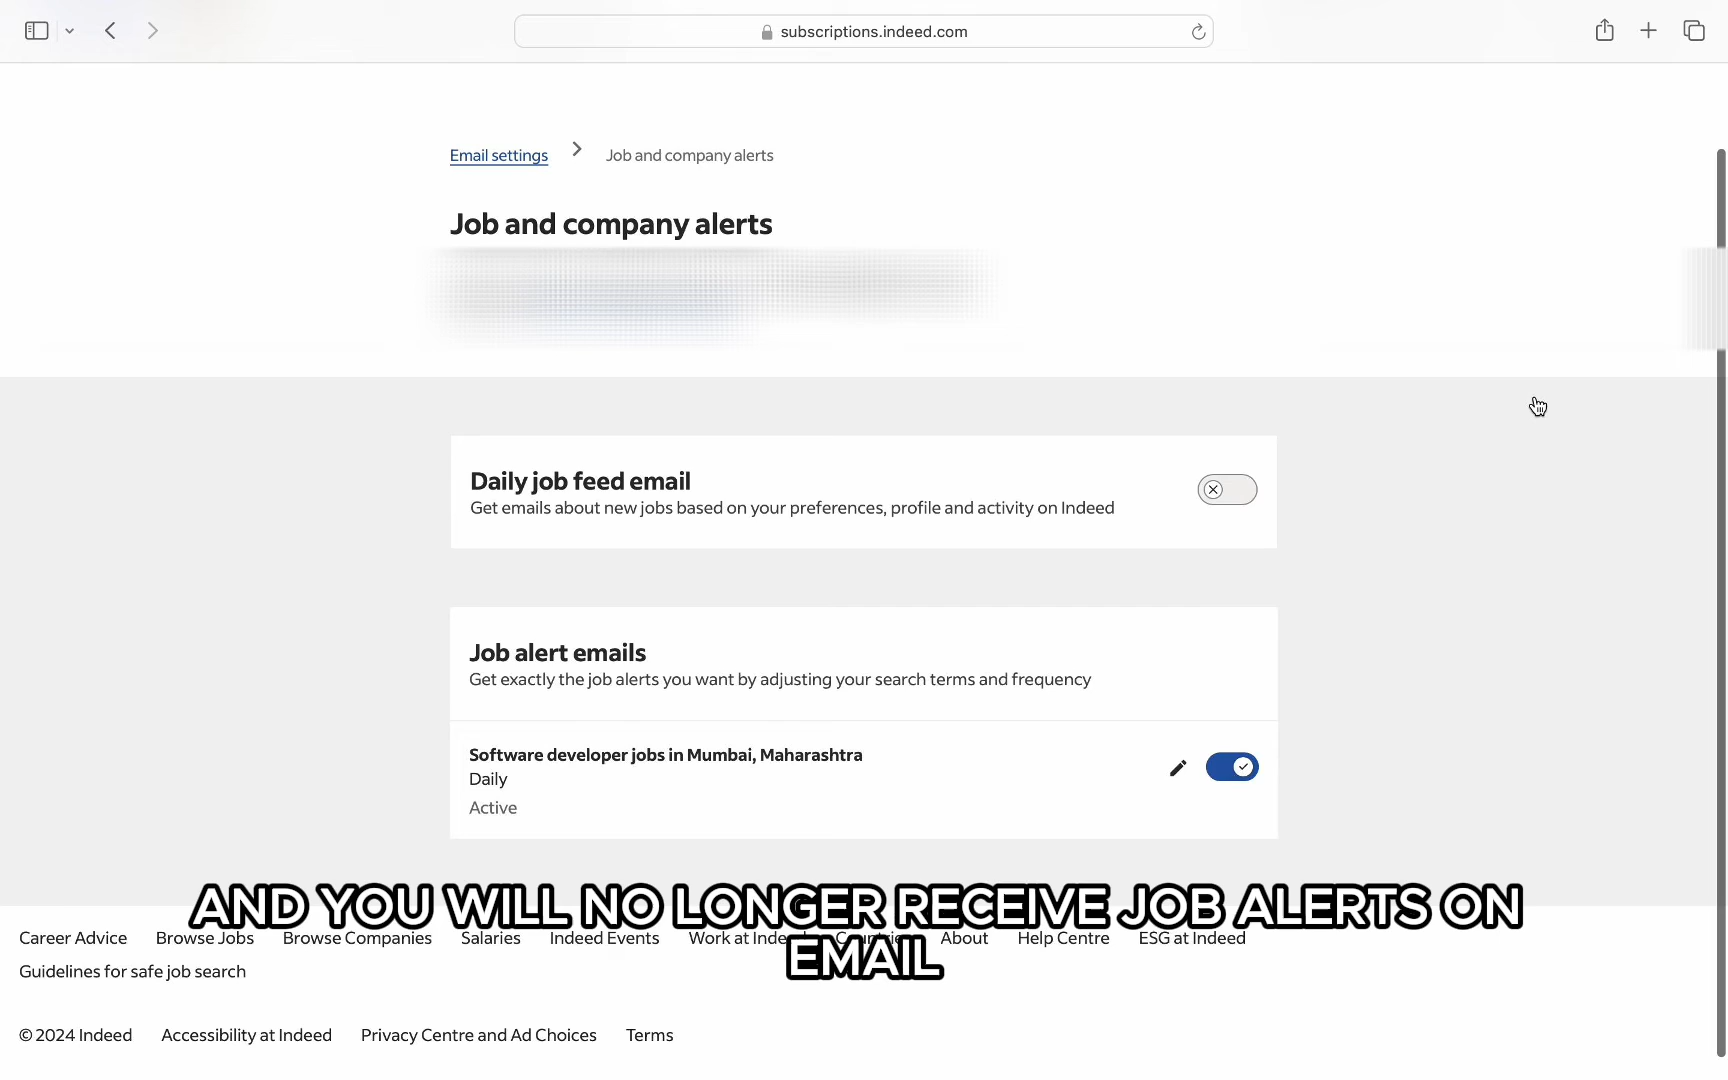 subscriptions.indeed.com
Email settings
Job and company alerts
Job and company alerts
Daily job feed email
Get emails about new jobs based on your preferences, profile and activity on Indeed
Job alert emails
Get exactly the job alerts you want by adjusting your search terms and frequency
Software developer jobs in Mumbai, Maharashtra
Daily
Active
AND YOU WILL NO LONGER RECEIVE JOB ALERTS ON
EMAIL
Career Advice Browse Jobs Browse Companies Salaries Indeed Events Work at Indeed About Help Centre ESG at Indeed
Guidelines for safe job search
© 2024 Indeed Accessibility at Indeed Privacy Centre and Ad Choices Terms